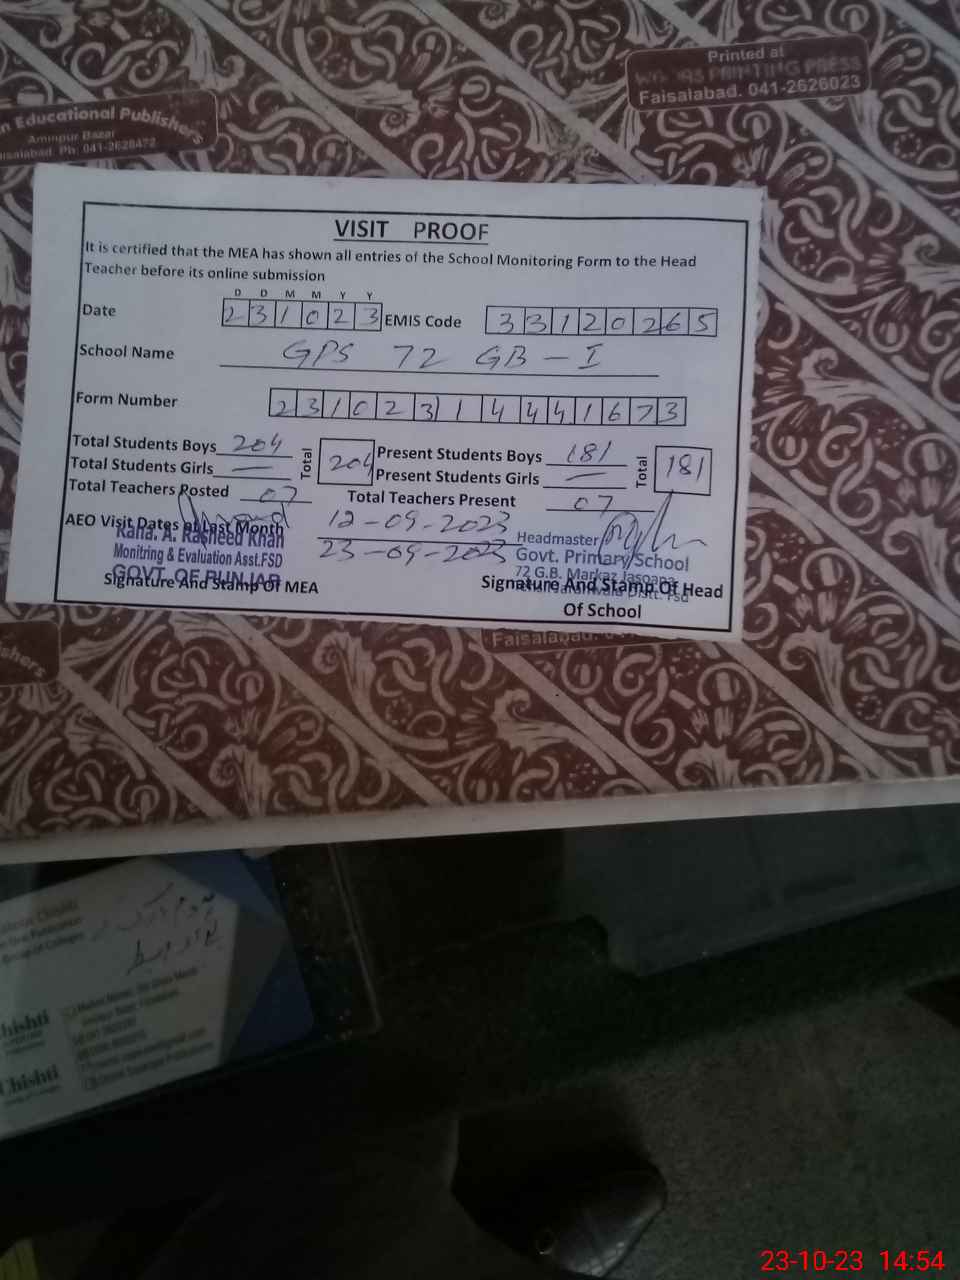 Printed at
PRINTING PRESS
Faisalabad. 041-2626023
Educational Publishers
Aminpur Bazar
Ph: 041-2628472
VISIT PROOF
It is certified that the MEA has shown all entries of the School Monitoring Form to the Head
Teacher before its online submission
D D M M Y Y
Date 2 3 1 0 2 3 EMIS Code 3 3 1 2 0 2 6 5
School Name GPS 72 GB - I
Form Number 2 3 1 0 2 3 1 4 4 4 1 6 7 3
Total Students Boys 204 Total 204 Present Students Boys 181 Total 181
Total Students Girls — Present Students Girls —
Total Teachers Posted 07 Total Teachers Present 07
AEO Visit Dates of Last Month 12-09-2023
23-09-2023
Rana. A. Rasheed Khan
Monitring & Evaluation Asst.FSD
GOVT. OF PUNJAB
Signature And Stamp Of MEA
Headmaster
Govt. Primary School
72 G.B. Markaz Jasoana
Signature And Stamp Of Head
Of School
Faisalabad.
Chishti